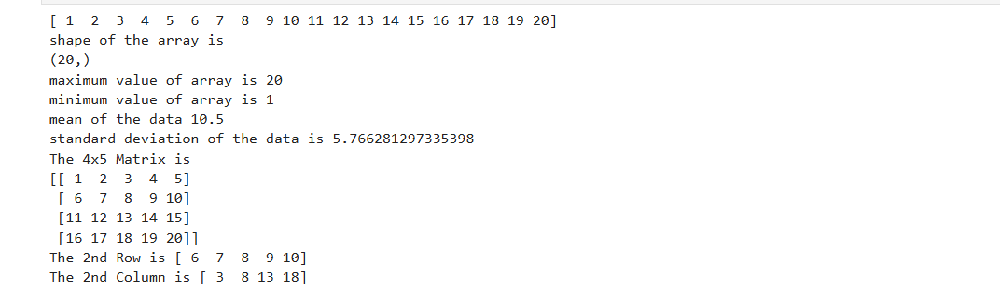 [ 1  2  3  4  5  6  7  8  9 10 11 12 13 14 15 16 17 18 19 20]
shape of the array is
(20,)
maximum value of array is 20
minimum value of array is 1
mean of the data 10.5
standard deviation of the data is 5.766281297335398
The 4x5 Matrix is
[[ 1  2  3  4  5]
 [ 6  7  8  9 10]
 [11 12 13 14 15]
 [16 17 18 19 20]]
The 2nd Row is [ 6  7  8  9 10]
The 2nd Column is [ 3  8 13 18]